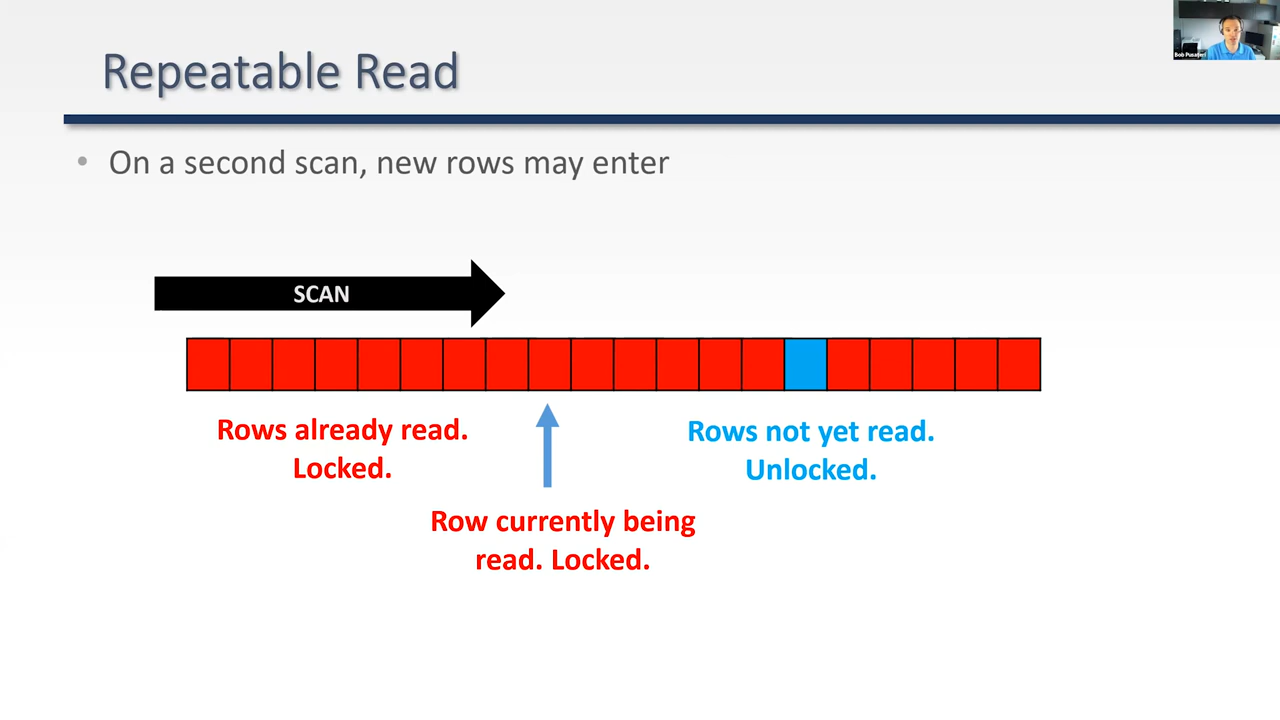 Repeatable Read
• On a second scan, new rows may enter
SCAN
Rows already read.
Locked.
Rows not yet read.
Unlocked.
Row currently being
read. Locked.